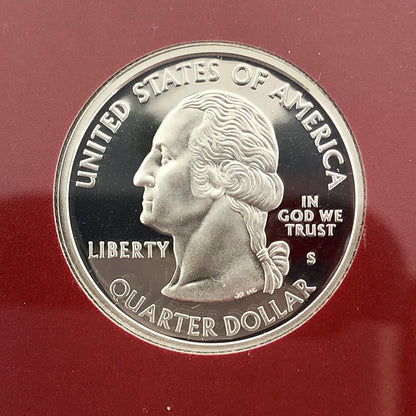 UNITED STATES OF AMERICA
LIBERTY
IN
GOD WE
TRUST
S
QUARTER DOLLAR